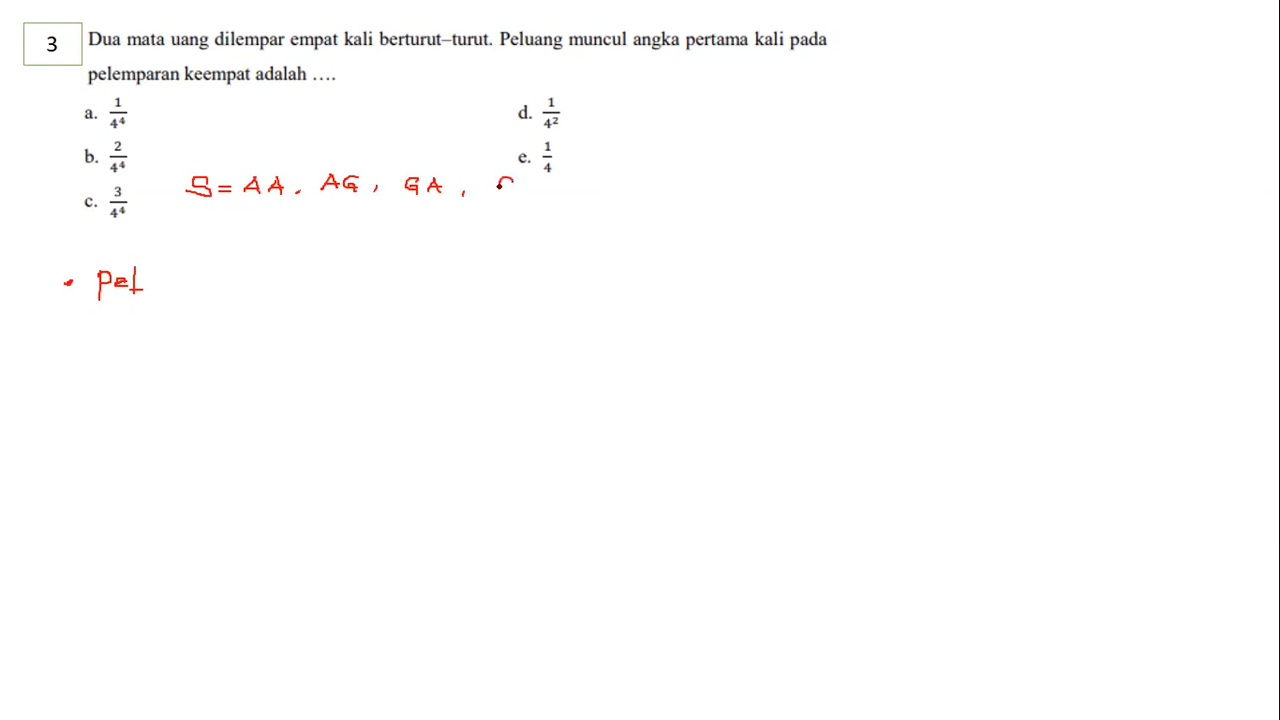 3 Dua mata uang dilempar empat kali berturut–turut. Peluang muncul angka pertama kali pada
pelemparan keempat adalah ….
a. 1/4⁴ d. 1/4²
b. 2/4⁴ e. 1/4
c. 3/4⁴
S = AA, AG, GA,
• Pel